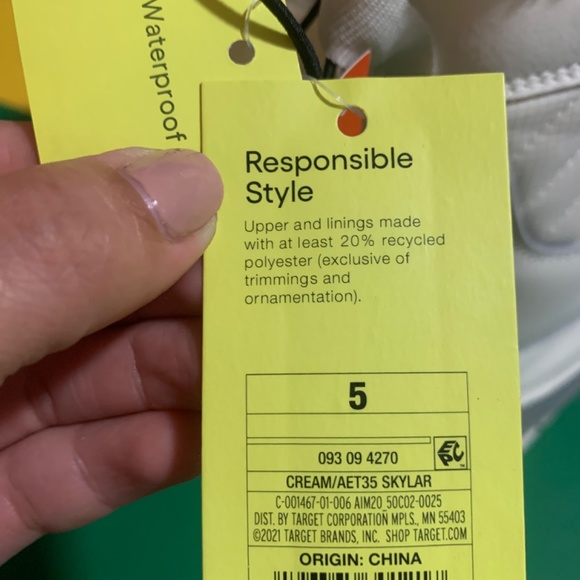 Waterproof
Responsible
Style
Upper and linings made
with at least 20% recycled
polyester (exclusive of
trimmings and
ornamentation).
5
093 09 4270
EPC
CREAM/AET35 SKYLAR
C-001467-01-006 AIM20_50C02-0025
DIST. BY TARGET CORPORATION MPLS., MN 55403
©2021 TARGET BRANDS, INC. SHOP TARGET.COM
ORIGIN: CHINA